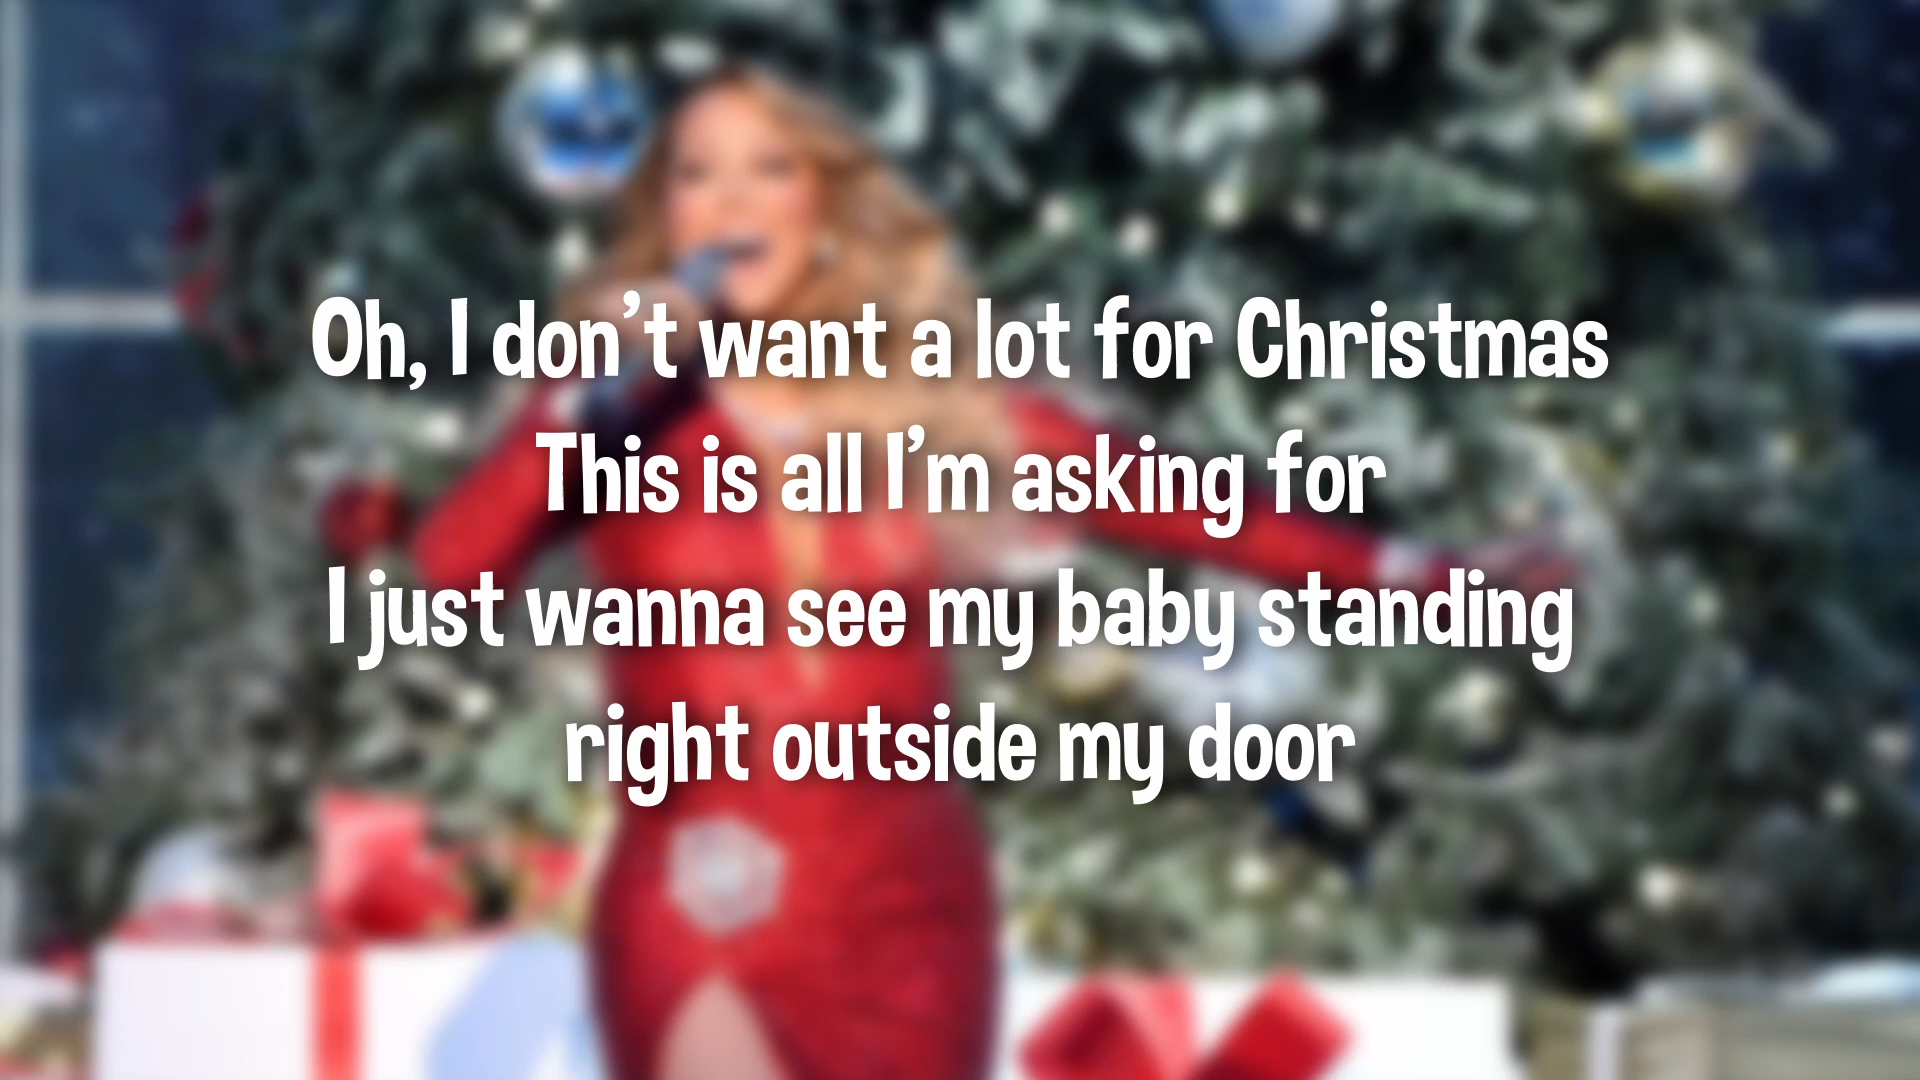 Oh, I don’t want a lot for Christmas
This is all I’m asking for
I just wanna see my baby standing
right outside my door